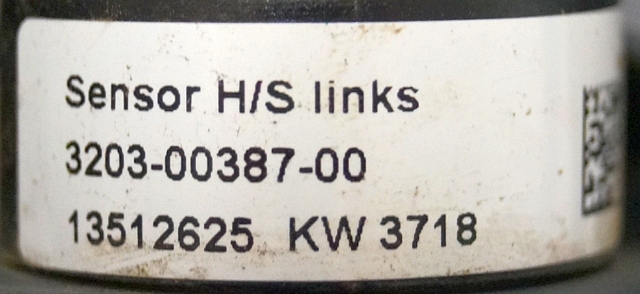 Sensor H/S links
3203-00387-00
13512625 KW 3718